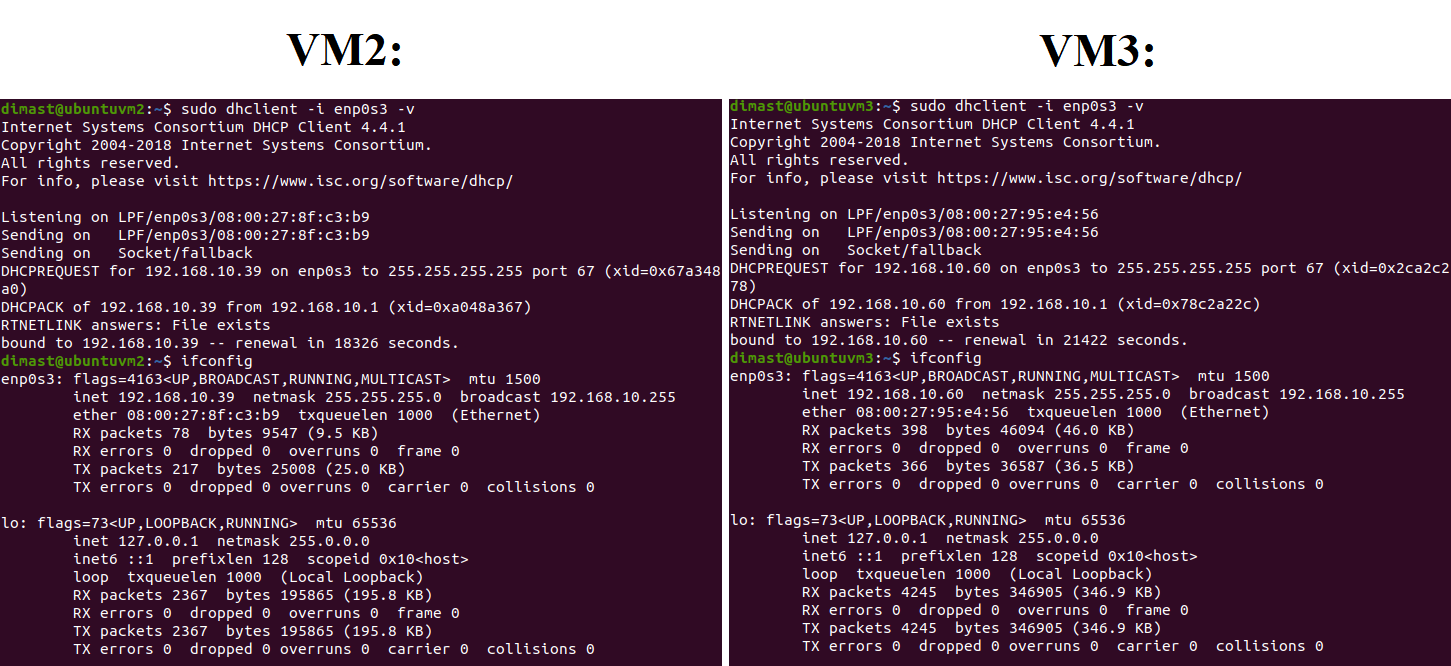 VM2:
dimast@ubuntuvm2:~$ sudo dhclient -i enp0s3 -v
Internet Systems Consortium DHCP Client 4.4.1
Copyright 2004-2018 Internet Systems Consortium.
All rights reserved.
For info, please visit https://www.isc.org/software/dhcp/
Listening on LPF/enp0s3/08:00:27:8f:c3:b9
Sending on   LPF/enp0s3/08:00:27:8f:c3:b9
Sending on   Socket/fallback
DHCPREQUEST for 192.168.10.39 on enp0s3 to 255.255.255.255 port 67 (xid=0x67a348
a0)
DHCPACK of 192.168.10.39 from 192.168.10.1 (xid=0xa048a367)
RTNETLINK answers: File exists
bound to 192.168.10.39 -- renewal in 18326 seconds.
dimast@ubuntuvm2:~$ ifconfig
enp0s3: flags=4163<UP,BROADCAST,RUNNING,MULTICAST>  mtu 1500
        inet 192.168.10.39  netmask 255.255.255.0  broadcast 192.168.10.255
        ether 08:00:27:8f:c3:b9  txqueuelen 1000  (Ethernet)
        RX packets 78  bytes 9547 (9.5 KB)
        RX errors 0  dropped 0  overruns 0  frame 0
        TX packets 217  bytes 25008 (25.0 KB)
        TX errors 0  dropped 0 overruns 0  carrier 0  collisions 0
lo: flags=73<UP,LOOPBACK,RUNNING>  mtu 65536
        inet 127.0.0.1  netmask 255.0.0.0
        inet6 ::1  prefixlen 128  scopeid 0x10<host>
        loop  txqueuelen 1000  (Local Loopback)
        RX packets 2367  bytes 195865 (195.8 KB)
        RX errors 0  dropped 0  overruns 0  frame 0
        TX packets 2367  bytes 195865 (195.8 KB)
        TX errors 0  dropped 0 overruns 0  carrier 0  collisions 0
VM3:
dimast@ubuntuvm3:~$ sudo dhclient -i enp0s3 -v
Internet Systems Consortium DHCP Client 4.4.1
Copyright 2004-2018 Internet Systems Consortium.
All rights reserved.
For info, please visit https://www.isc.org/software/dhcp/
Listening on LPF/enp0s3/08:00:27:95:e4:56
Sending on   LPF/enp0s3/08:00:27:95:e4:56
Sending on   Socket/fallback
DHCPREQUEST for 192.168.10.60 on enp0s3 to 255.255.255.255 port 67 (xid=0x2ca2c2
78)
DHCPACK of 192.168.10.60 from 192.168.10.1 (xid=0x78c2a22c)
RTNETLINK answers: File exists
bound to 192.168.10.60 -- renewal in 21422 seconds.
dimast@ubuntuvm3:~$ ifconfig
enp0s3: flags=4163<UP,BROADCAST,RUNNING,MULTICAST>  mtu 1500
        inet 192.168.10.60  netmask 255.255.255.0  broadcast 192.168.10.255
        ether 08:00:27:95:e4:56  txqueuelen 1000  (Ethernet)
        RX packets 398  bytes 46094 (46.0 KB)
        RX errors 0  dropped 0  overruns 0  frame 0
        TX packets 366  bytes 36587 (36.5 KB)
        TX errors 0  dropped 0 overruns 0  carrier 0  collisions 0
lo: flags=73<UP,LOOPBACK,RUNNING>  mtu 65536
        inet 127.0.0.1  netmask 255.0.0.0
        inet6 ::1  prefixlen 128  scopeid 0x10<host>
        loop  txqueuelen 1000  (Local Loopback)
        RX packets 4245  bytes 346905 (346.9 KB)
        RX errors 0  dropped 0  overruns 0  frame 0
        TX packets 4245  bytes 346905 (346.9 KB)
        TX errors 0  dropped 0 overruns 0  carrier 0  collisions 0